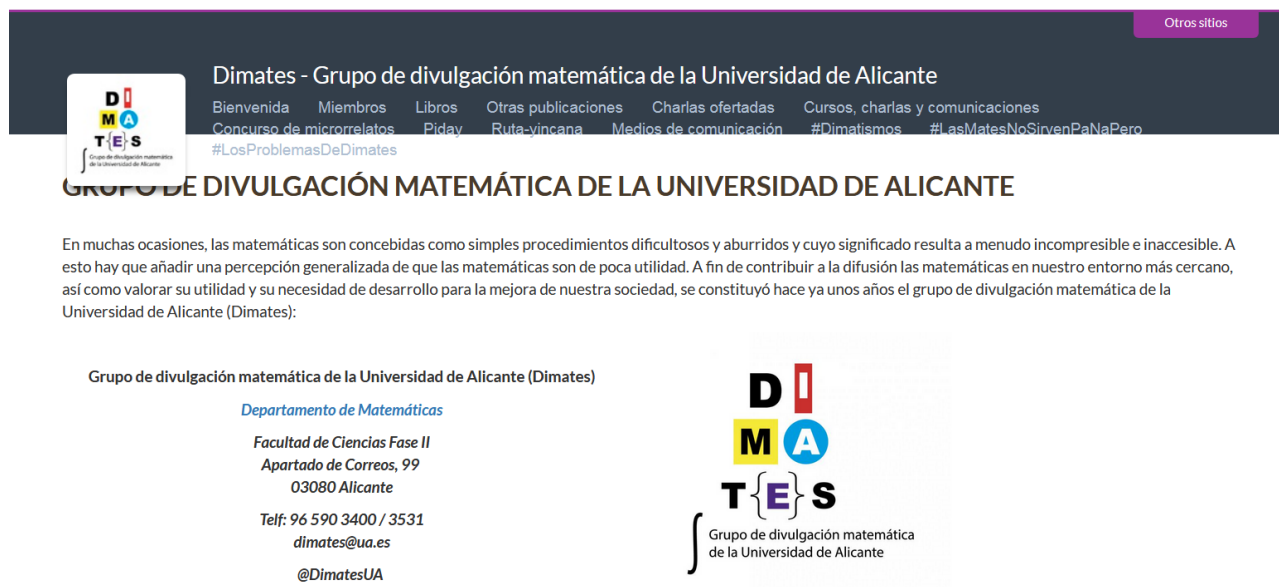 Otros sitios
Dimates - Grupo de divulgación matemática de la Universidad de Alicante
Bienvenida Miembros Libros Otras publicaciones Charlas ofertadas Cursos, charlas y comunicaciones
Concurso de microrrelatos Piday Ruta-yincana Medios de comunicación #Dimatismos #LasMatesNoSirvenPaNaPero
#LosProblemasDeDimates
DI
MA
T{E}S
Grupo de divulgación matemática
de la Universidad de Alicante
GRUPO DE DIVULGACIÓN MATEMÁTICA DE LA UNIVERSIDAD DE ALICANTE
En muchas ocasiones, las matemáticas son concebidas como simples procedimientos dificultosos y aburridos y cuyo significado resulta a menudo incompresible e inaccesible. A
esto hay que añadir una percepción generalizada de que las matemáticas son de poca utilidad. A fin de contribuir a la difusión las matemáticas en nuestro entorno más cercano,
así como valorar su utilidad y su necesidad de desarrollo para la mejora de nuestra sociedad, se constituyó hace ya unos años el grupo de divulgación matemática de la
Universidad de Alicante (Dimates):
Grupo de divulgación matemática de la Universidad de Alicante (Dimates)
Departamento de Matemáticas
Facultad de Ciencias Fase II
Apartado de Correos, 99
03080 Alicante
Telf: 96 590 3400 / 3531
dimates@ua.es
@DimatesUA
DI
MA
T{E}S
∫ Grupo de divulgación matemática
de la Universidad de Alicante